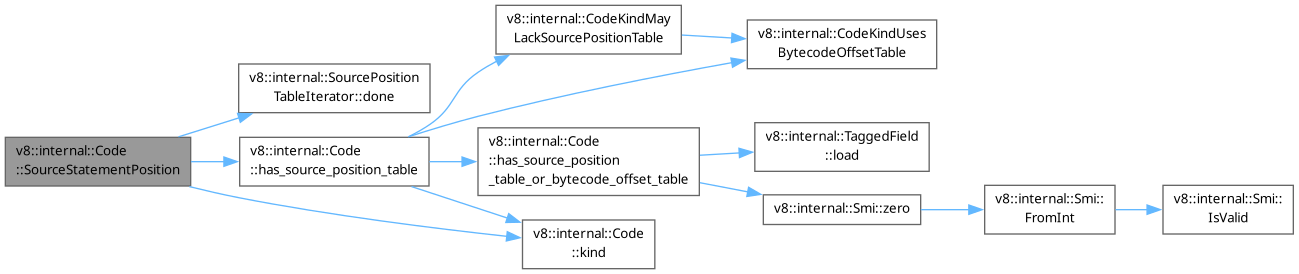 v8::internal::Code
::SourceStatementPosition
v8::internal::SourcePosition
TableIterator::done
v8::internal::Code
::has_source_position_table
v8::internal::CodeKindMay
LackSourcePositionTable
v8::internal::CodeKindUses
BytecodeOffsetTable
v8::internal::Code
::has_source_position
_table_or_bytecode_offset_table
v8::internal::Code
::kind
v8::internal::TaggedField
::load
v8::internal::Smi::zero
v8::internal::Smi::
FromInt
v8::internal::Smi::
IsValid